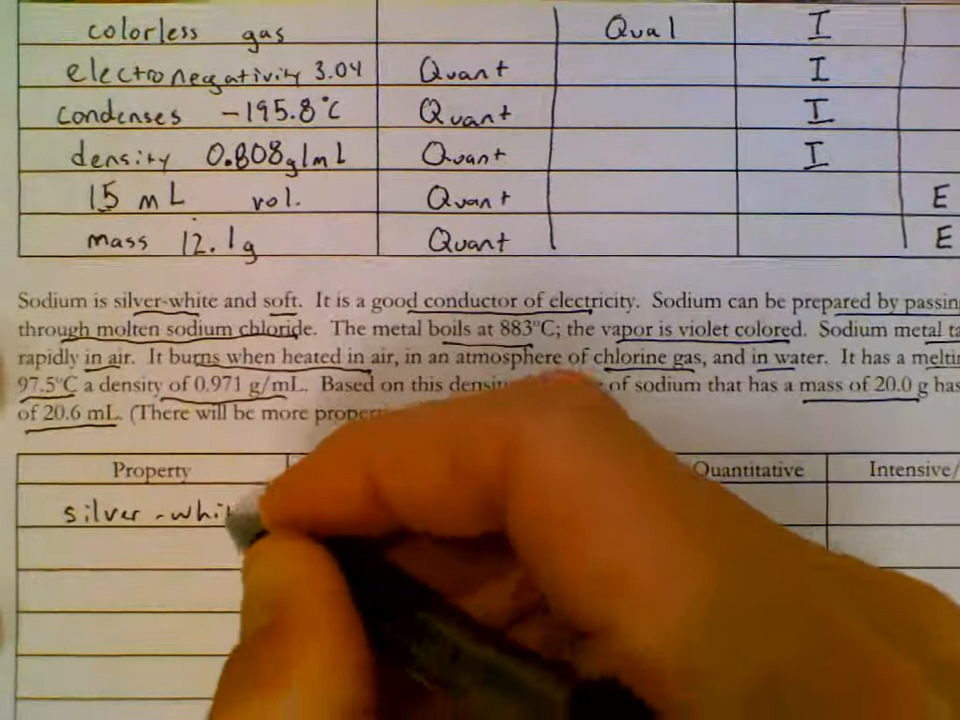 colorless gas Qual I
electronegativity 3.04 Quant I
condenses -195.8°C Quant I
density 0.808g/mL Quant I
15 mL vol. Quant E
mass 12.1g Quant E
Sodium is silver-white and soft. It is a good conductor of electricity. Sodium can be prepared by passin
through molten sodium chloride. The metal boils at 883°C; the vapor is violet colored. Sodium metal ta
rapidly in air. It burns when heated in air, in an atmosphere of chlorine gas, and in water. It has a melti
97.5°C a density of 0.971 g/mL. Based on this of sodium that has a mass of 20.0 g has
of 20.6 mL. (There will be more
Property Quantitative Intensive/
silver-whi